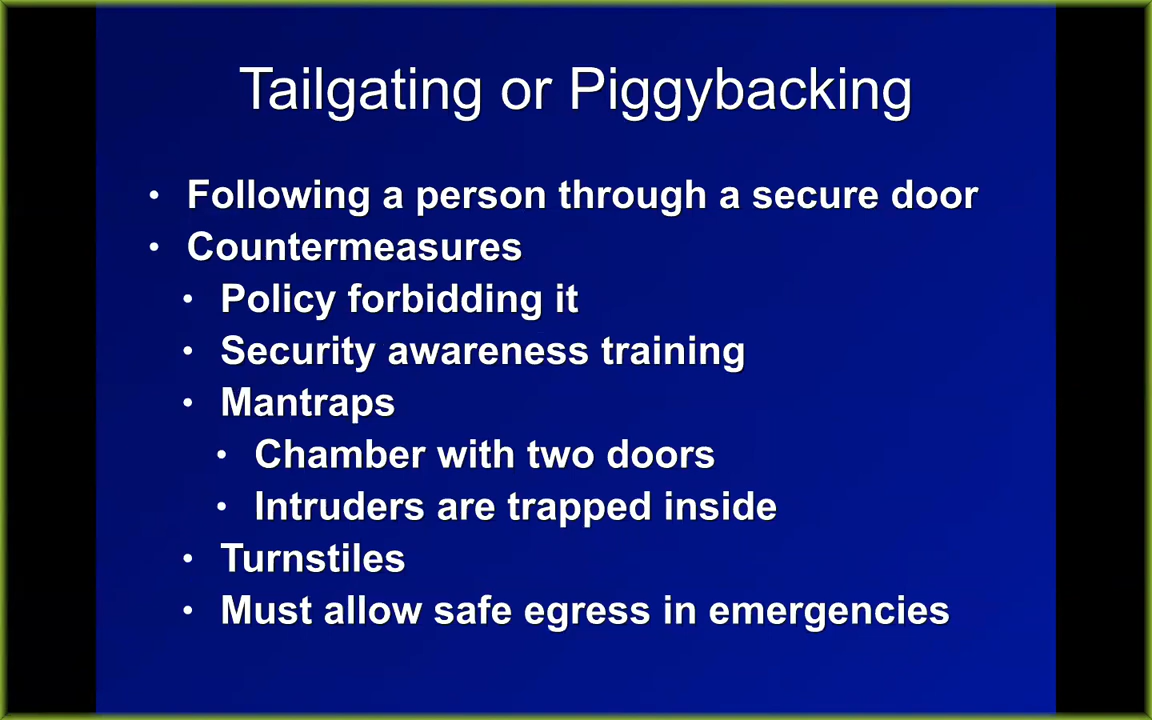 Tailgating or Piggybacking
• Following a person through a secure door
• Countermeasures
• Policy forbidding it
• Security awareness training
• Mantraps
• Chamber with two doors
• Intruders are trapped inside
• Turnstiles
• Must allow safe egress in emergencies